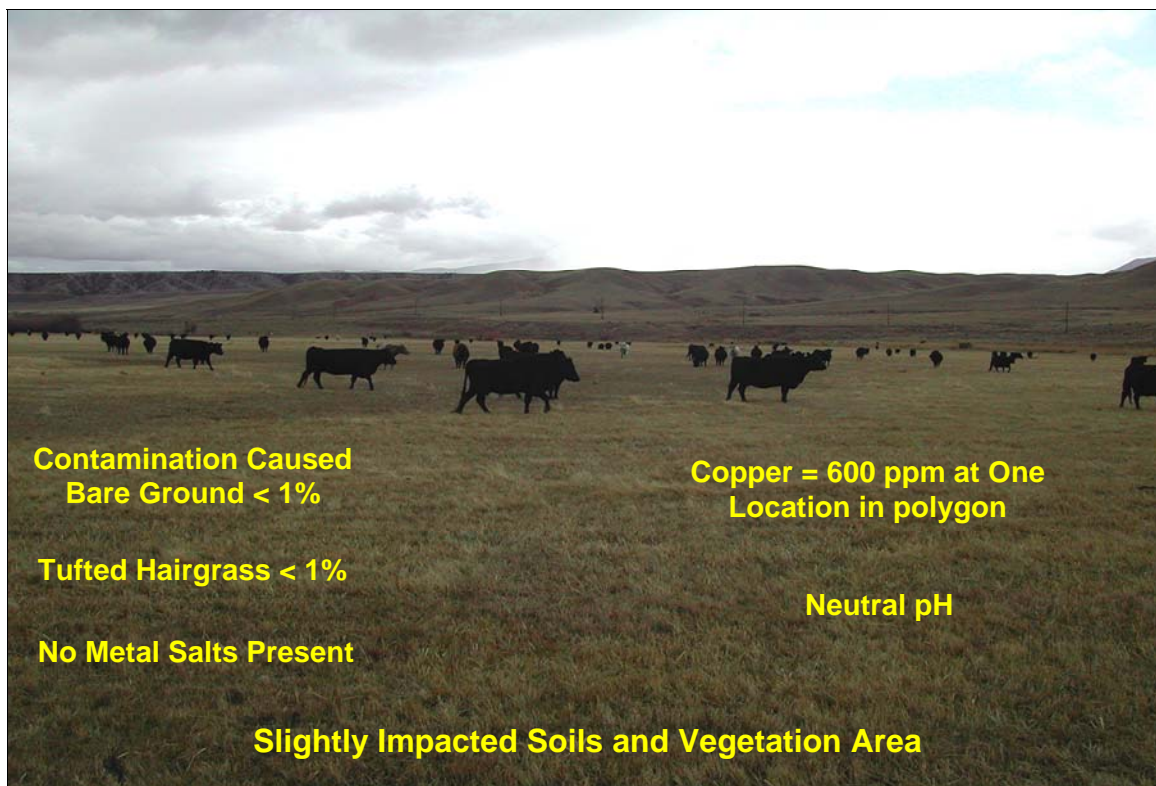 Contamination Caused
Bare Ground < 1%
Copper = 600 ppm at One
Location in polygon
Tufted Hairgrass < 1%
Neutral pH
No Metal Salts Present
Slightly Impacted Soils and Vegetation Area